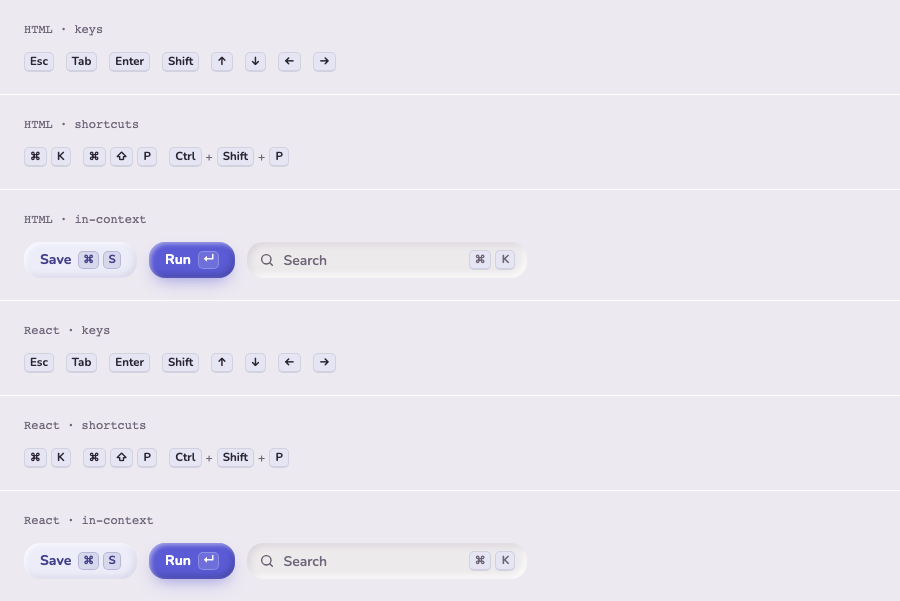 HTML · keys
Esc Tab Enter Shift ↑ ↓ ← →
HTML · shortcuts
⌘ K ⌘ ⇧ P Ctrl + Shift + P
HTML · in-context
Save ⌘ S Run ↵ Search ⌘ K
React · keys
Esc Tab Enter Shift ↑ ↓ ← →
React · shortcuts
⌘ K ⌘ ⇧ P Ctrl + Shift + P
React · in-context
Save ⌘ S Run ↵ Search ⌘ K